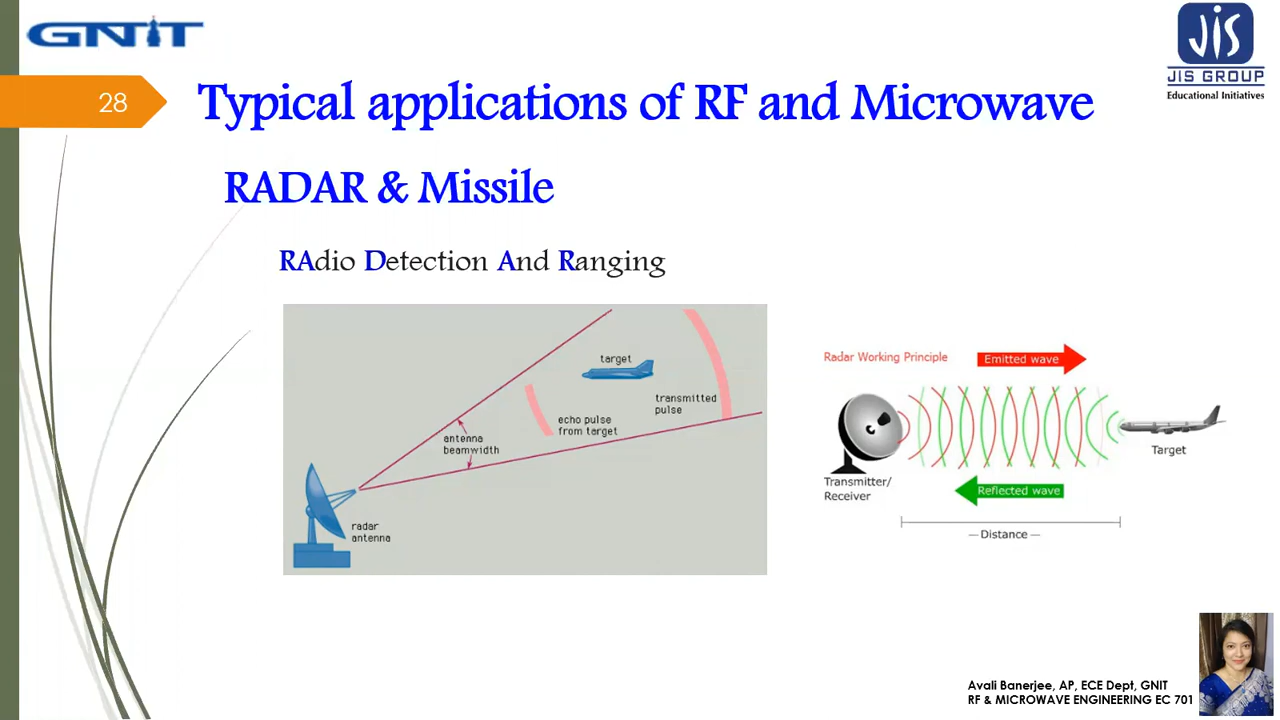 GNIT
JIS
JIS GROUP
Educational Initiatives
28
Typical applications of RF and Microwave
RADAR & Missile
RAdio Detection And Ranging
target
transmitted
pulse
echo pulse
from target
antenna
beamwidth
radar
antenna
Radar Working Principle
Emitted wave
Target
Transmitter/
Receiver
Reflected wave
— Distance —
Avali Banerjee, AP, ECE Dept, GNIT
RF & MICROWAVE ENGINEERING EC 701